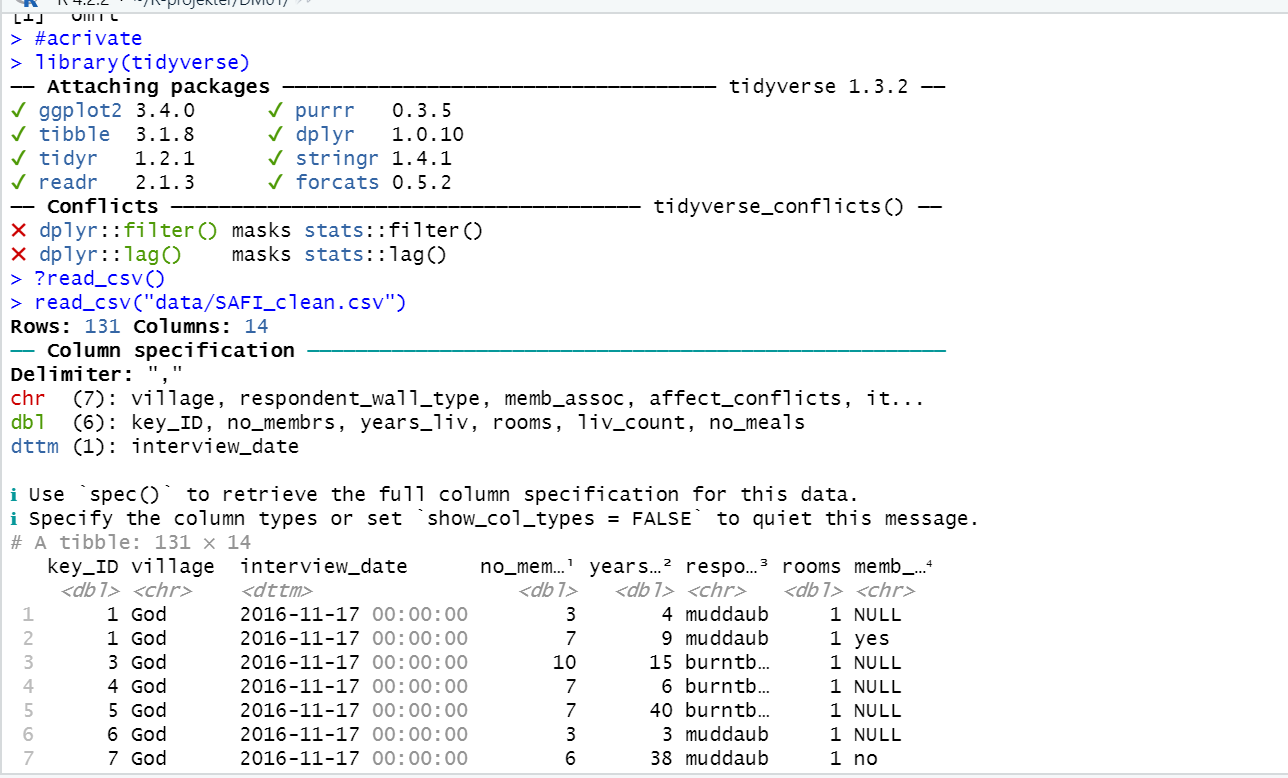 R 4.2.2 · ~/R-projekter/DM01/
[1] "omit"
> #acrivate
> library(tidyverse)
── Attaching packages ──────────────────────────────────── tidyverse 1.3.2 ──
✓ ggplot2 3.4.0      ✓ purrr   0.3.5
✓ tibble  3.1.8      ✓ dplyr   1.0.10
✓ tidyr   1.2.1      ✓ stringr 1.4.1
✓ readr   2.1.3      ✓ forcats 0.5.2
── Conflicts ─────────────────────────────────────── tidyverse_conflicts() ──
✕ dplyr::filter() masks stats::filter()
✕ dplyr::lag()    masks stats::lag()
> ?read_csv()
> read_csv("data/SAFI_clean.csv")
Rows: 131 Columns: 14
── Column specification ─────────────────────────────────────────────────────
Delimiter: ","
chr  (7): village, respondent_wall_type, memb_assoc, affect_conflicts, it...
dbl  (6): key_ID, no_membrs, years_liv, rooms, liv_count, no_meals
dttm (1): interview_date
ℹ Use `spec()` to retrieve the full column specification for this data.
ℹ Specify the column types or set `show_col_types = FALSE` to quiet this message.
# A tibble: 131 × 14
   key_ID village  interview_date      no_mem…¹ years…² respo…³ rooms memb_…⁴
    <dbl> <chr>    <dttm>                 <dbl>   <dbl> <chr>   <dbl> <chr>
 1      1 God      2016-11-17 00:00:00        3       4 muddaub     1 NULL
 2      1 God      2016-11-17 00:00:00        7       9 muddaub     1 yes
 3      3 God      2016-11-17 00:00:00       10      15 burntb…     1 NULL
 4      4 God      2016-11-17 00:00:00        7       6 burntb…     1 NULL
 5      5 God      2016-11-17 00:00:00        7      40 burntb…     1 NULL
 6      6 God      2016-11-17 00:00:00        3       3 muddaub     1 NULL
 7      7 God      2016-11-17 00:00:00        6      38 muddaub     1 no